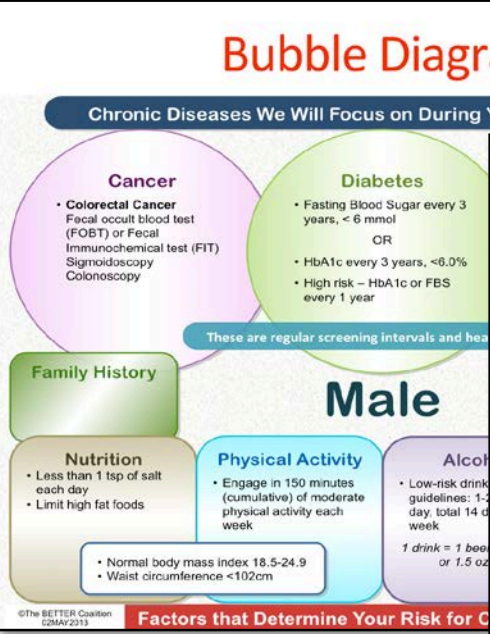 Bubble Diagra
Chronic Diseases We Will Focus on During Y
Cancer
• Colorectal Cancer
Fecal occult blood test
(FOBT) or Fecal
Immunochemical test (FIT)
Sigmoidoscopy
Colonoscopy
Diabetes
• Fasting Blood Sugar every 3
years, < 6 mmol
OR
• HbA1c every 3 years, <6.0%
• High risk – HbA1c or FBS
every 1 year
These are regular screening intervals and hea
Family History
Male
Nutrition
• Less than 1 tsp of salt
each day
• Limit high fat foods
Physical Activity
• Engage in 150 minutes
(cumulative) of moderate
physical activity each
week
Alcoh
• Low-risk drink
guidelines: 1-2
day, total 14 d
week
1 drink = 1 beer
or 1.5 oz
• Normal body mass index 18.5-24.9
• Waist circumference <102cm
©The BETTER Coalition
02MAY2013
Factors that Determine Your Risk for C